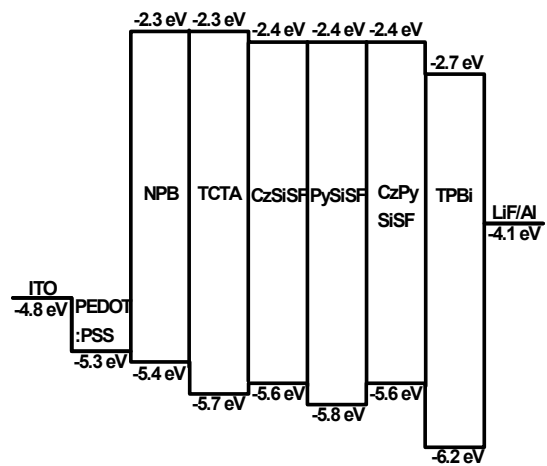 -2.3 eV -2.3 eV -2.4 eV -2.4 eV -2.4 eV
-2.7 eV
NPB TCTA CzSiSF PySiSF CzPy SiSF TPBi
LiF/Al
-4.1 eV
ITO
-4.8 eV
PEDOT
:PSS
-5.3 eV
-5.4 eV
-5.7 eV
-5.6 eV
-5.8 eV
-5.6 eV
-6.2 eV